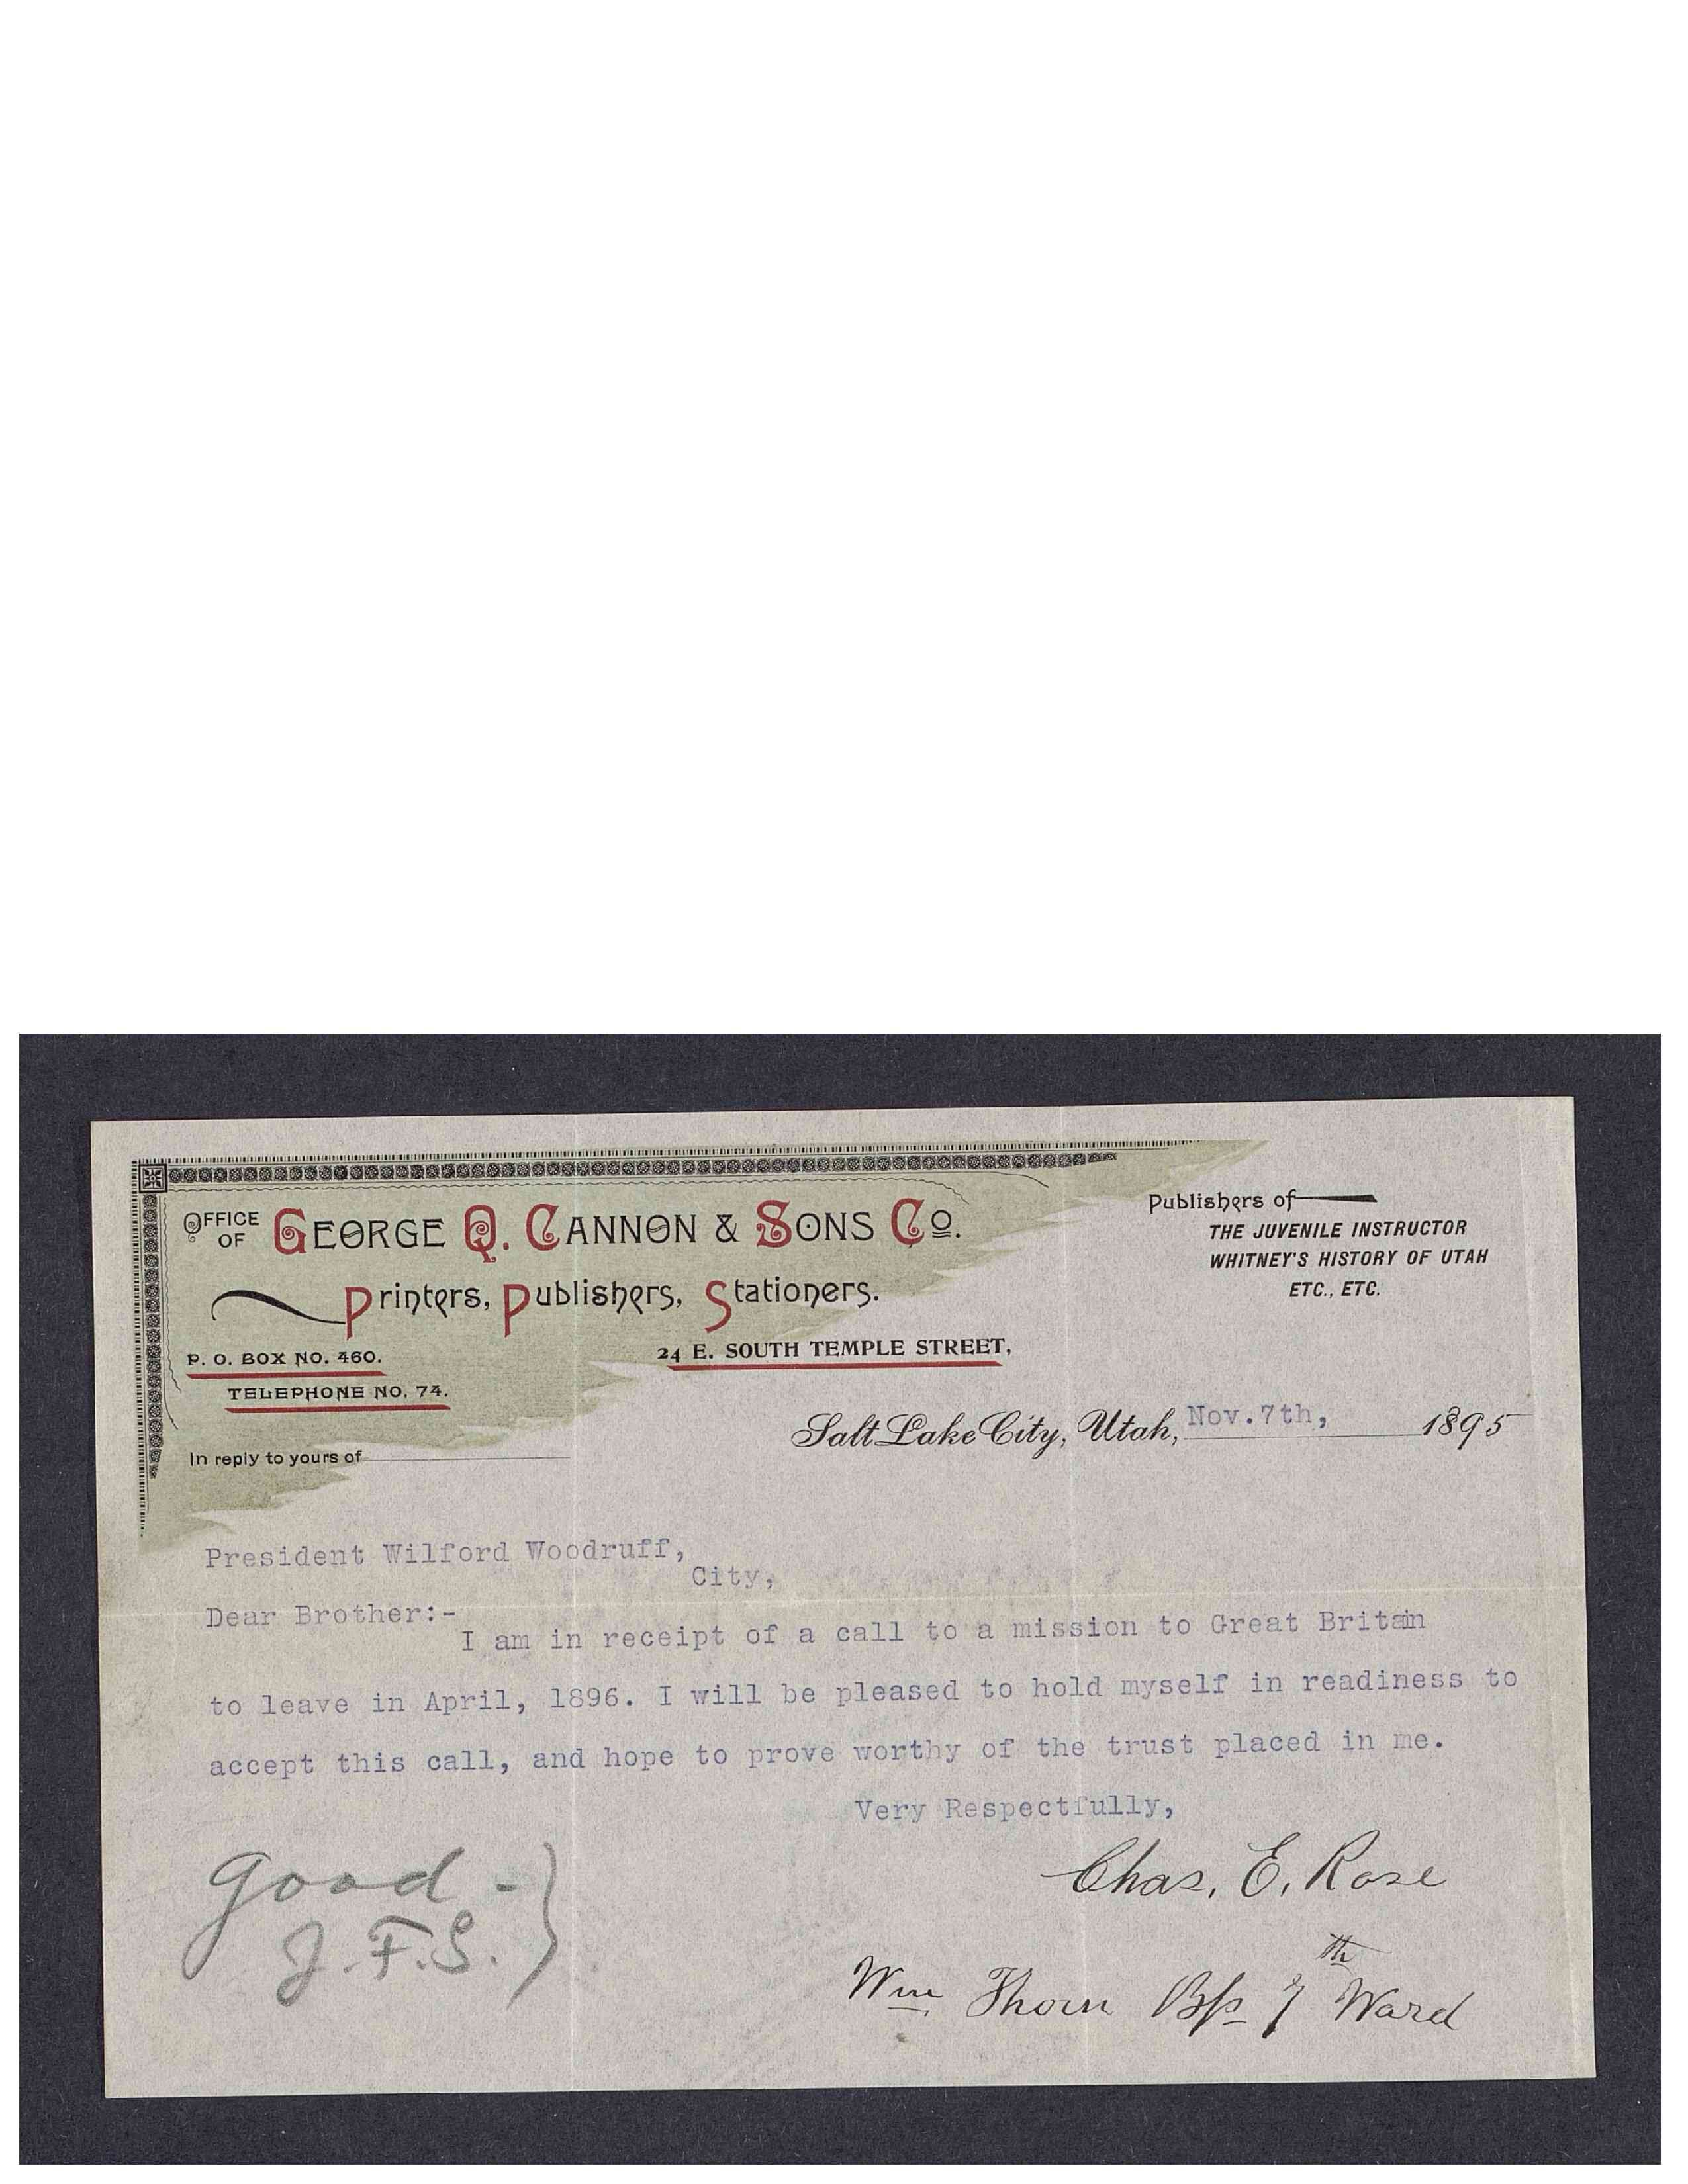 OFFICE OF GEORGE Q. CANNON & SONS CO.
Printers, Publishers, Stationers.
P. O. BOX NO. 460.
TELEPHONE NO. 74.
24 E. SOUTH TEMPLE STREET,
Publishers of
THE JUVENILE INSTRUCTOR
WHITNEY'S HISTORY OF UTAH
ETC., ETC.
Salt Lake City, Utah, Nov.7th, 1895
In reply to yours of
President Wilford Woodruff,
City,
Dear Brother:-
I am in receipt of a call to a mission to Great Britain
to leave in April, 1896. I will be pleased to hold myself in readiness to
accept this call, and hope to prove worthy of the trust placed in me.
Very Respectfully,
Chas. E. Rose
Wm Thorn Bp 7th Ward
good -
J.F.S.